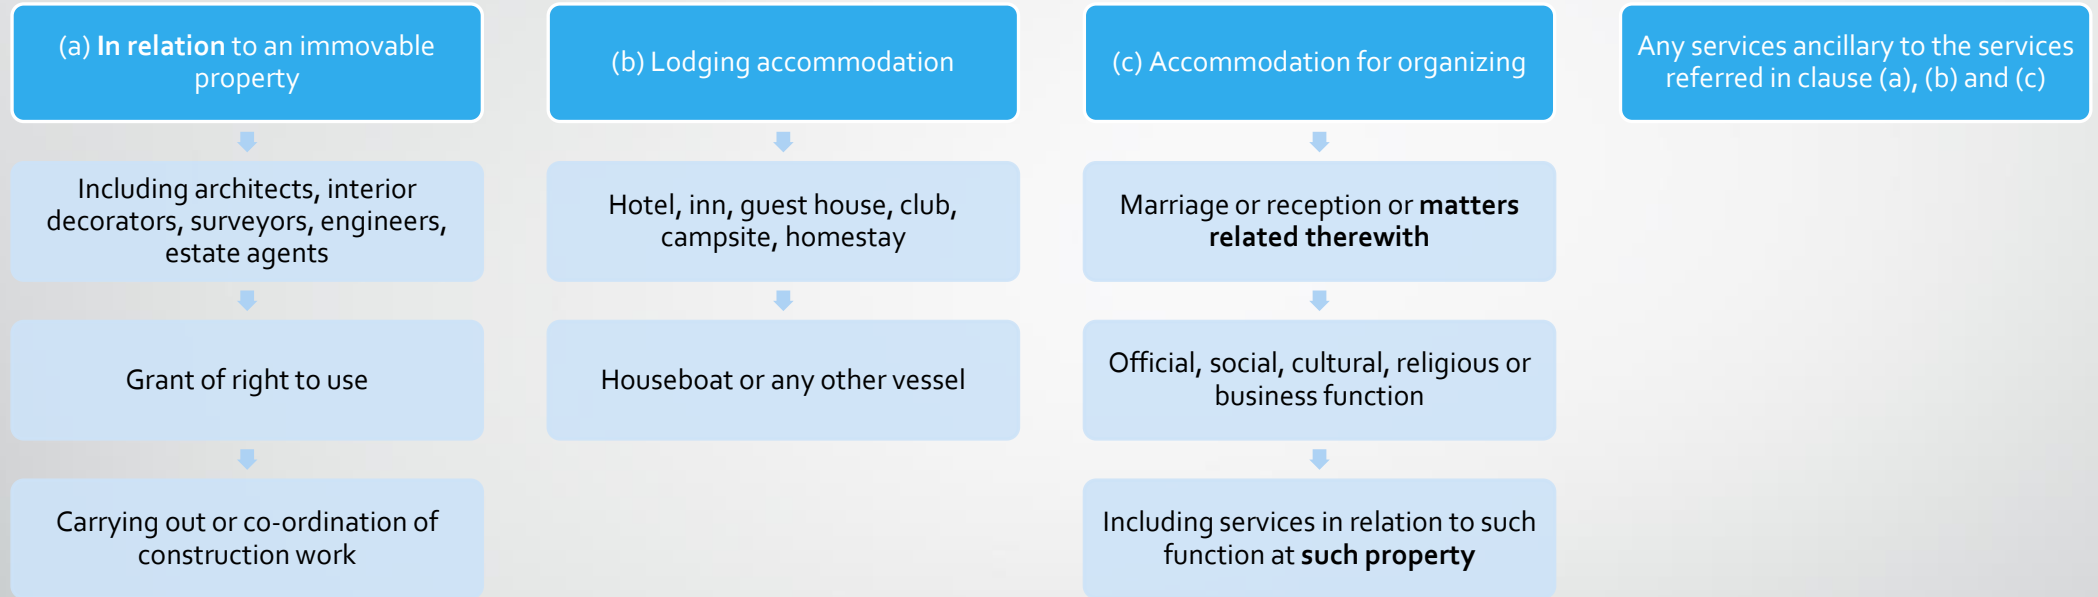 (a) In relation to an immovable
property
Including architects, interior
decorators, surveyors, engineers,
estate agents
Grant of right to use
Carrying out or co-ordination of
construction work
(b) Lodging accommodation
Hotel, inn, guest house, club,
campsite, homestay
Houseboat or any other vessel
(c) Accommodation for organizing
Marriage or reception or matters
related therewith
Official, social, cultural, religious or
business function
Including services in relation to such
function at such property
Any services ancillary to the services
referred in clause (a), (b) and (c)